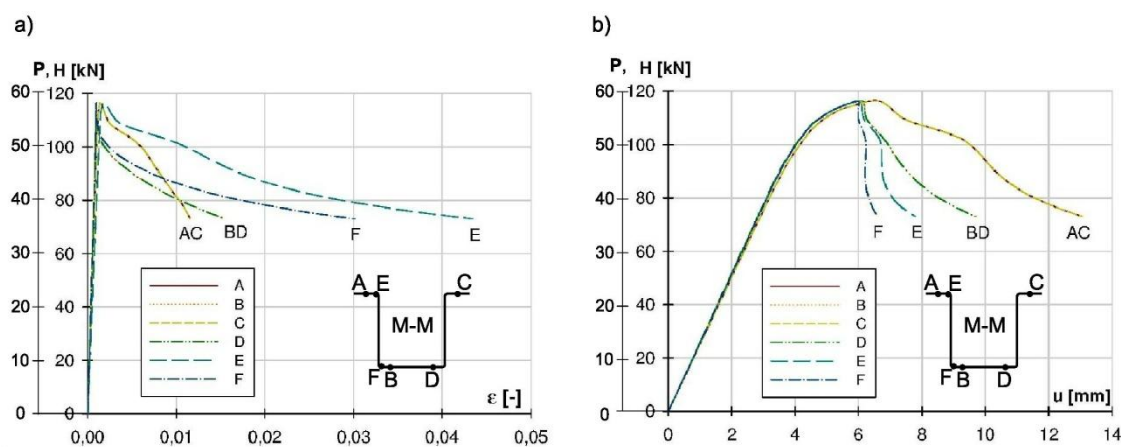 a)
P, H [kN]
60 120
50 100
40 80
30 60
20 40
10 20
0 0
0,00 0,01 0,02 0,03 0,04 0,05
ε [-]
AC BD F E
A
B
C
D
E
F
A E C
M-M
F B D
b)
P, H [kN]
60 120
50 100
40 80
30 60
20 40
10 20
0 0
0 2 4 6 8 10 12 14
u [mm]
F E BD AC
A
B
C
D
E
F
A E C
M-M
F B D